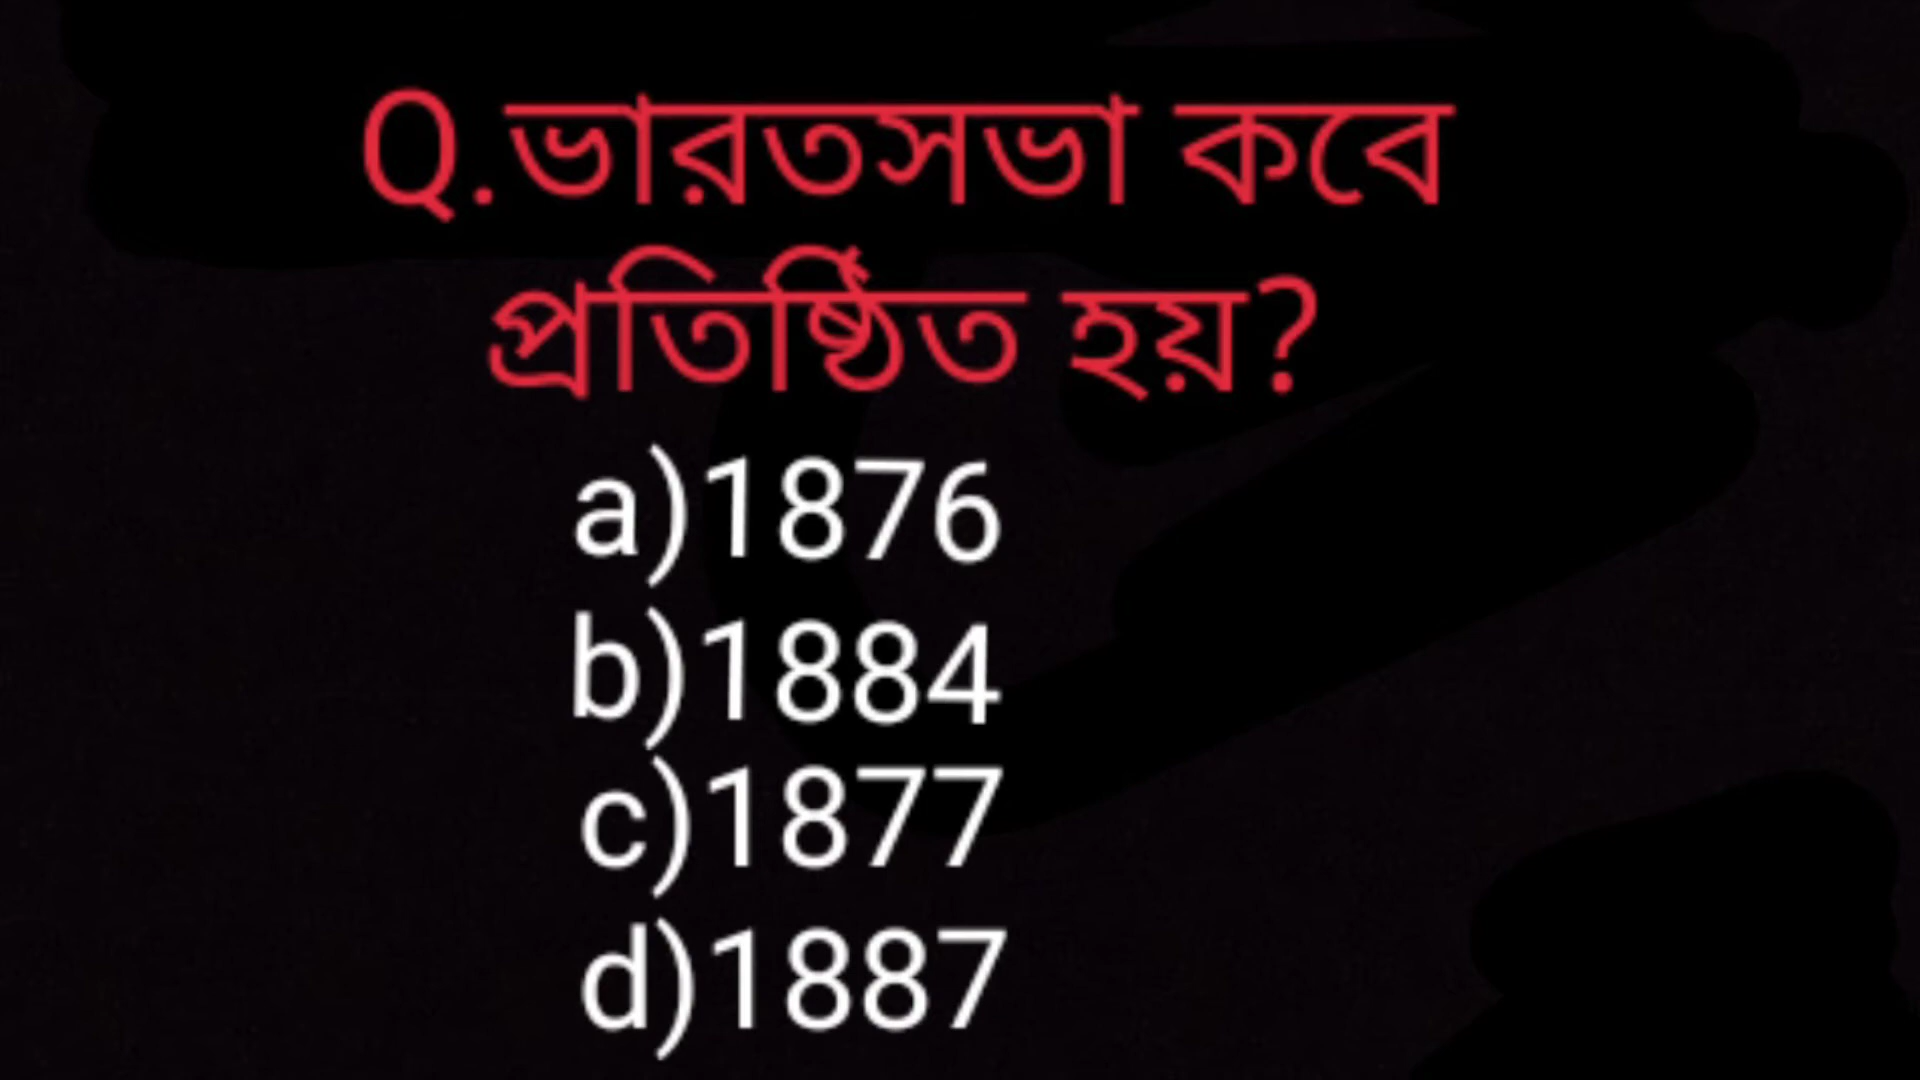 Q.ভারতসভা কবে
প্রতিষ্ঠিত হয়?
a)1876
b)1884
c)1877
d)1887